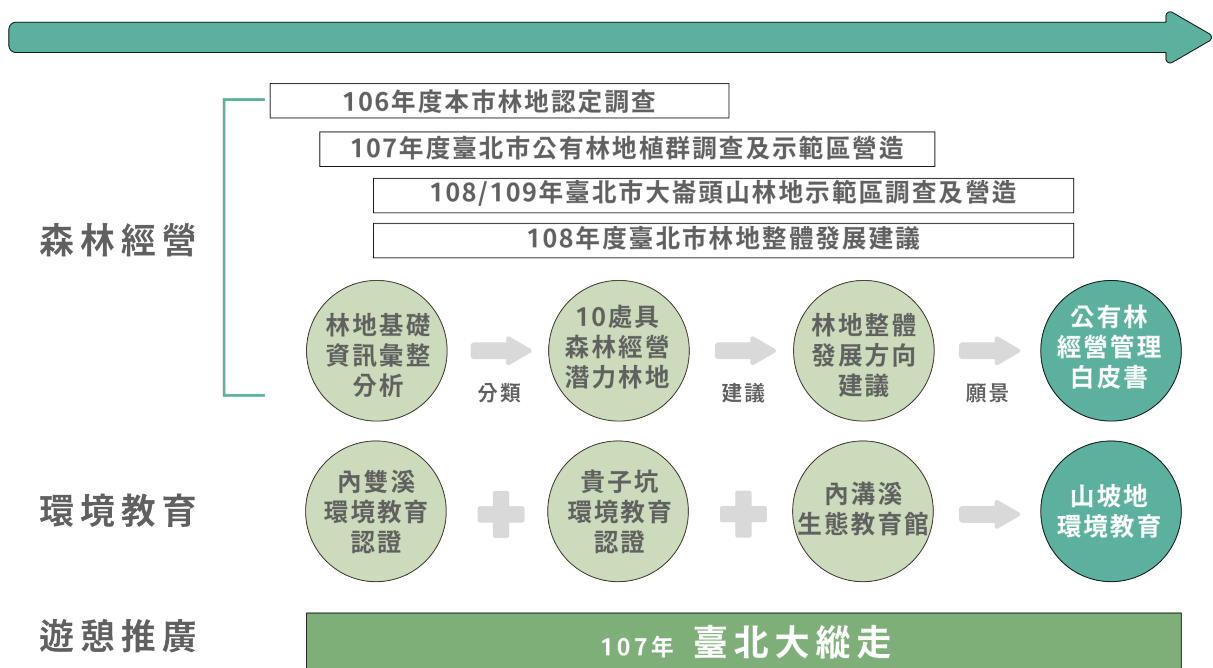 106年度本市林地認定調查
107年度臺北市公有林地植群調查及示範區營造
108/109年臺北市大崙頭山林地示範區調查及營造
108年度臺北市林地整體發展建議
森林經營
林地基礎
資訊彙整
分析
分類
10處具
森林經營
潛力林地
建議
林地整體
發展方向
建議
願景
公有林
經營管理
白皮書
環境教育
內雙溪
環境教育
認證
貴子坑
環境教育
認證
內溝溪
生態教育館
山坡地
環境教育
遊憩推廣
107年 臺北大縱走